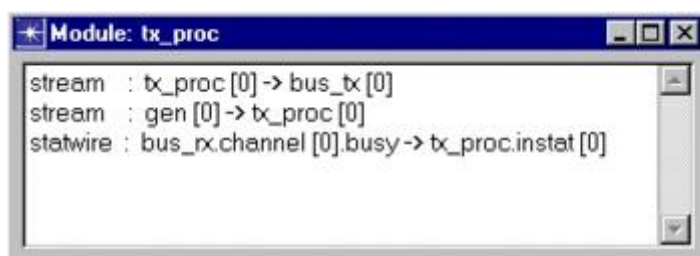 Module: tx_proc
stream : tx_proc [0] -> bus_tx [0]
stream : gen [0] -> tx_proc [0]
statwire : bus_rx.channel [0].busy -> tx_proc.instat [0]